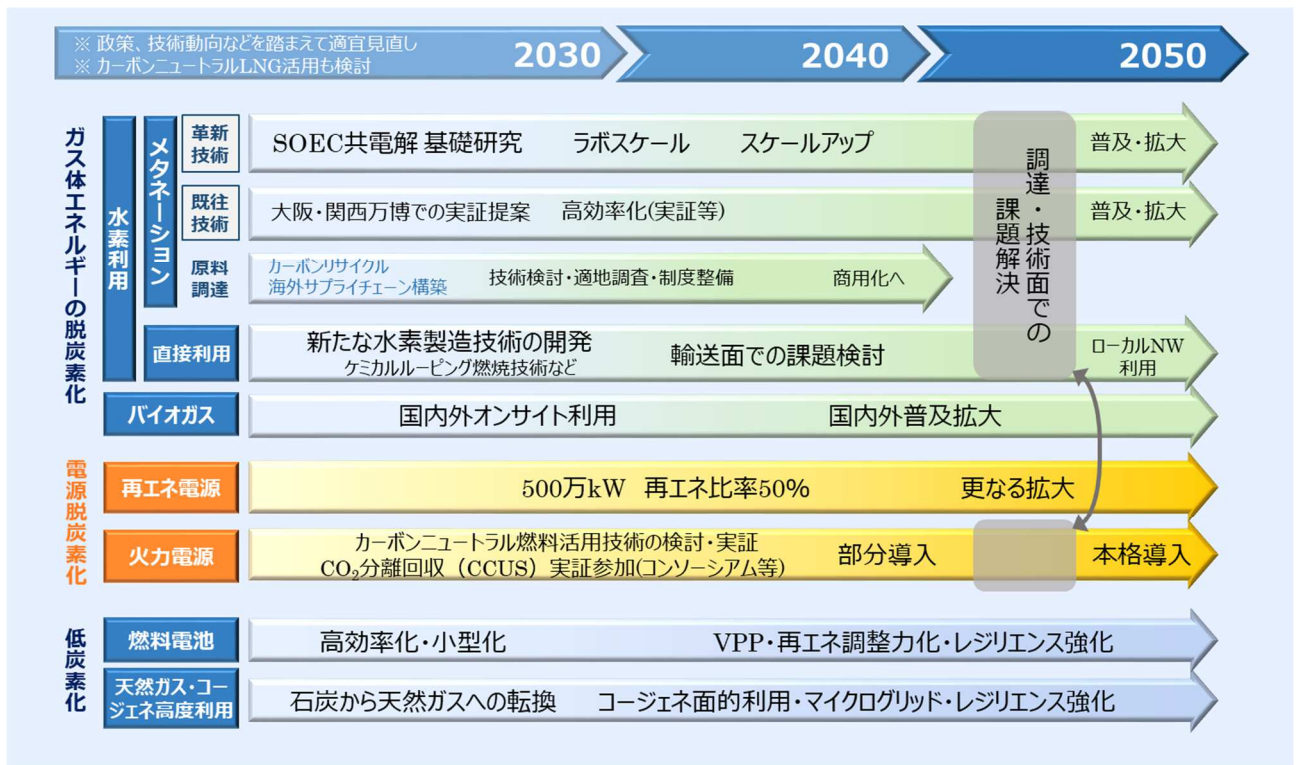 ※ 政策、技術動向などを踏まえて適宜見直し
※ カーボンニュートラルLNG活用も検討
2030
2040
2050
ガス体エネルギーの脱炭素化
水素利用
メタネーション
革新
技術
SOEC共電解 基礎研究
ラボスケール
スケールアップ
普及・拡大
既往
技術
大阪・関西万博での実証提案
高効率化(実証等)
普及・拡大
原料
調達
カーボンリサイクル
海外サプライチェーン構築
技術検討・適地調査・制度整備
商用化へ
調達・技術面での
課題解決
直接利用
新たな水素製造技術の開発
ケミカルルーピング燃焼技術など
輸送面での課題検討
ローカルNW
利用
バイオガス
国内外オンサイト利用
国内外普及拡大
電源脱炭素化
再エネ電源
500万kW 再エネ比率50%
更なる拡大
火力電源
カーボンニュートラル燃料活用技術の検討・実証
CO₂分離回収（CCUS）実証参加(コンソーシアム等)
部分導入
本格導入
低炭素化
燃料電池
高効率化・小型化
VPP・再エネ調整力化・レジリエンス強化
天然ガス・コー
ジェネ高度利用
石炭から天然ガスへの転換
コージェネ面的利用・マイクログリッド・レジリエンス強化